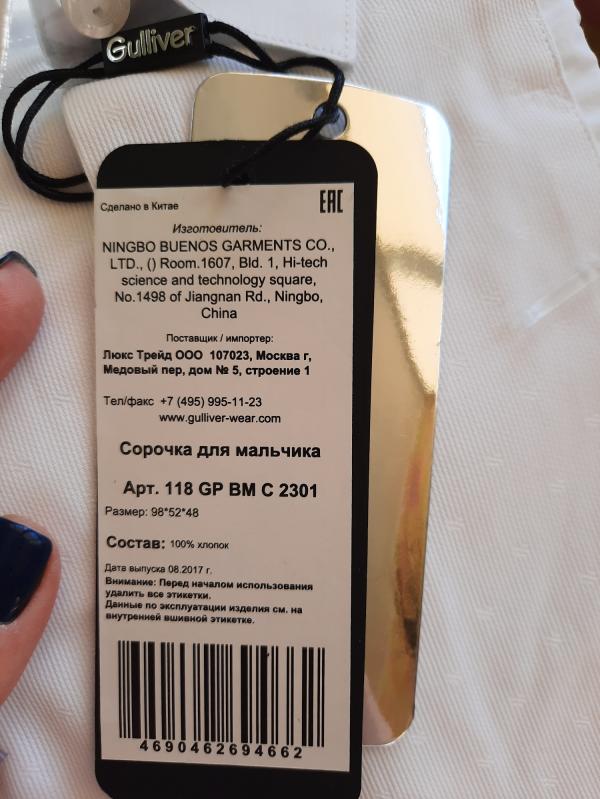 Gulliver
Сделано в Китае
EAC
Изготовитель:
NINGBO BUENOS GARMENTS CO.,
LTD., () Room.1607, Bld. 1, Hi-tech
science and technology square,
No.1498 of Jiangnan Rd., Ningbo,
China
Поставщик / импортер:
Люкс Трейд ООО 107023, Москва г,
Медовый пер, дом № 5, строение 1
Тел/факс +7 (495) 995-11-23
www.gulliver-wear.com
Сорочка для мальчика
Арт. 118 GP BM C 2301
Размер: 98*52*48
Состав: 100% хлопок
Дата выпуска 08.2017 г.
Внимание: Перед началом использования
удалить все этикетки.
Данные по эксплуатации изделия см. на
внутренней вшивной этикетке.
4690462694662